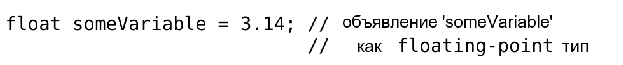 float someVariable = 3.14; // объявление 'someVariable'
// как floating-point тип